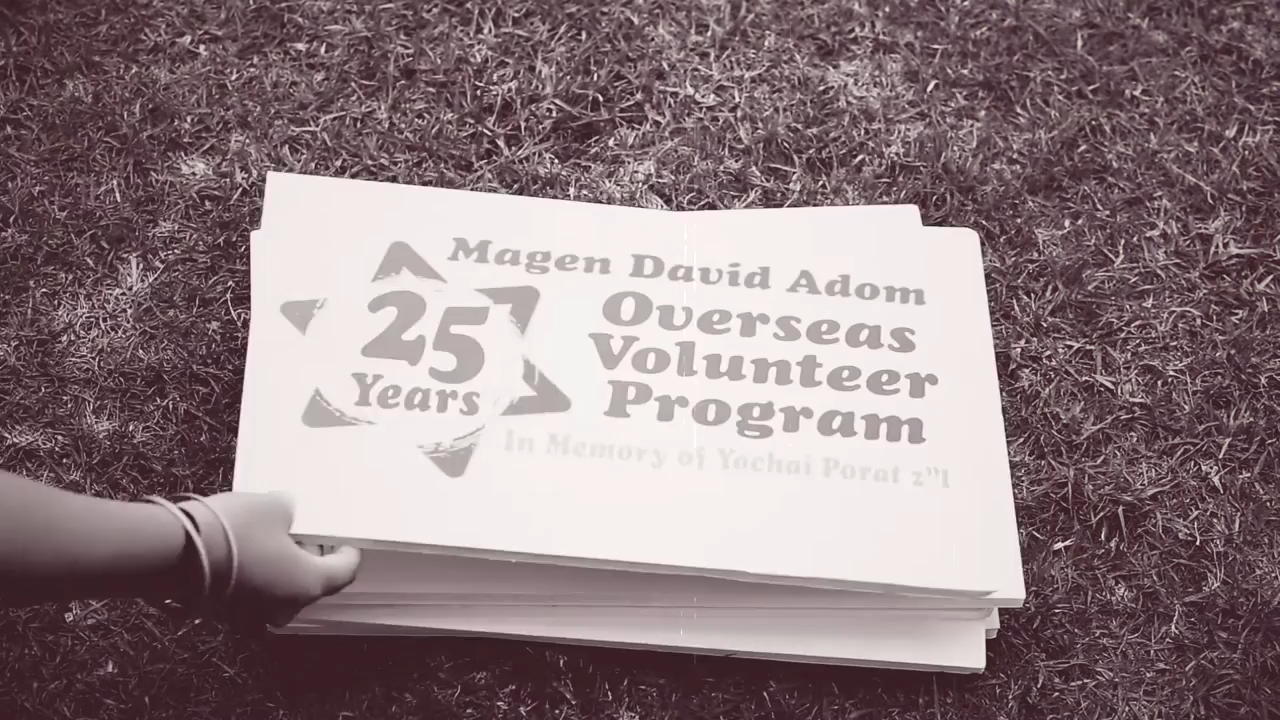 Magen David Adom
25
Years
Overseas
Volunteer
Program
In Memory of Yochai Porat z"l